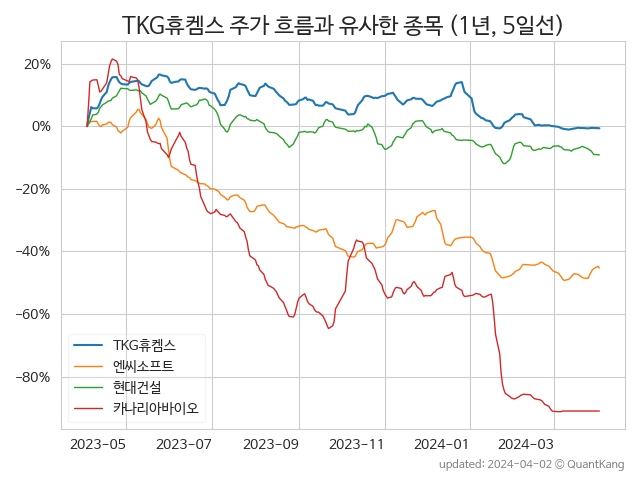 TKG휴켐스 주가 흐름과 유사한 종목 (1년, 5일선)
20%
0%
−20%
−40%
−60%
−80%
TKG휴켐스
엔씨소프트
현대건설
카나리아바이오
2023-05 2023-07 2023-09 2023-11 2024-01 2024-03
updated: 2024-04-02 © QuantKang